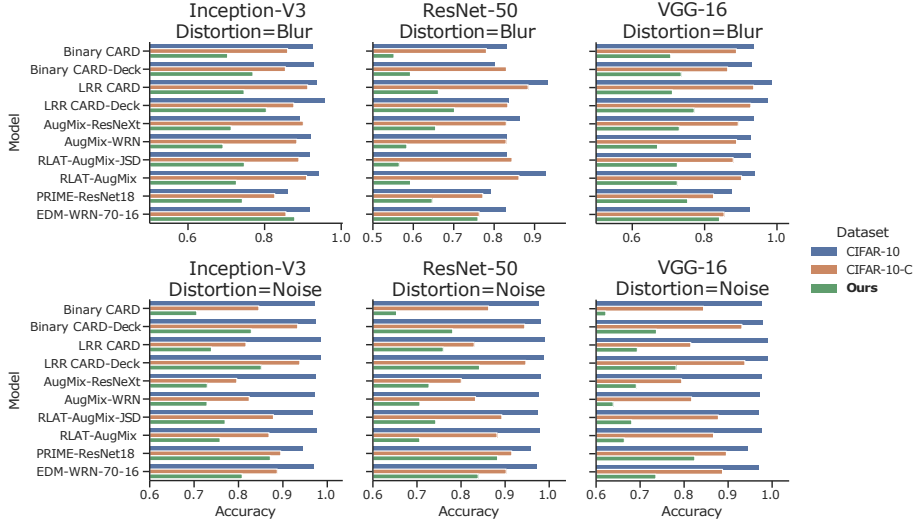 Inception-V3
Distortion=Blur
ResNet-50
Distortion=Blur
VGG-16
Distortion=Blur
Model
Binary CARD
Binary CARD-Deck
LRR CARD
LRR CARD-Deck
AugMix-ResNeXt
AugMix-WRN
RLAT-AugMix-JSD
RLAT-AugMix
PRIME-ResNet18
EDM-WRN-70-16
0.6 0.8 1.0
0.5 0.6 0.7 0.8 0.9
0.6 0.8 1.0
Dataset
CIFAR-10
CIFAR-10-C
Ours
Inception-V3
Distortion=Noise
ResNet-50
Distortion=Noise
VGG-16
Distortion=Noise
Model
Binary CARD
Binary CARD-Deck
LRR CARD
LRR CARD-Deck
AugMix-ResNeXt
AugMix-WRN
RLAT-AugMix-JSD
RLAT-AugMix
PRIME-ResNet18
EDM-WRN-70-16
0.6 0.7 0.8 0.9 1.0
0.6 0.7 0.8 0.9 1.0
0.6 0.7 0.8 0.9 1.0
Accuracy
Accuracy
Accuracy